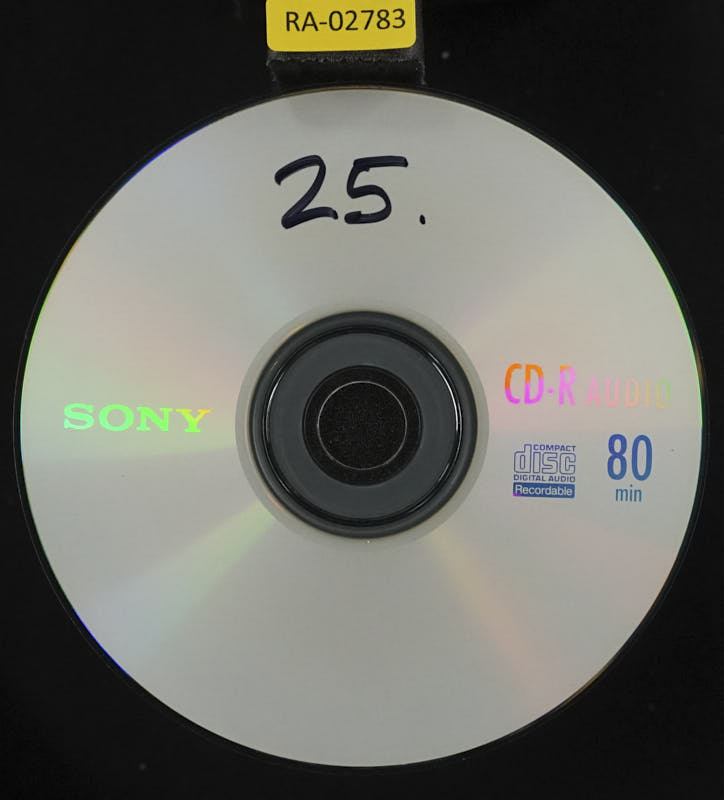 RA-02783
25.
SONY
CD-R AUDIO
COMPACT
disc
DIGITAL AUDIO
Recordable
80
min